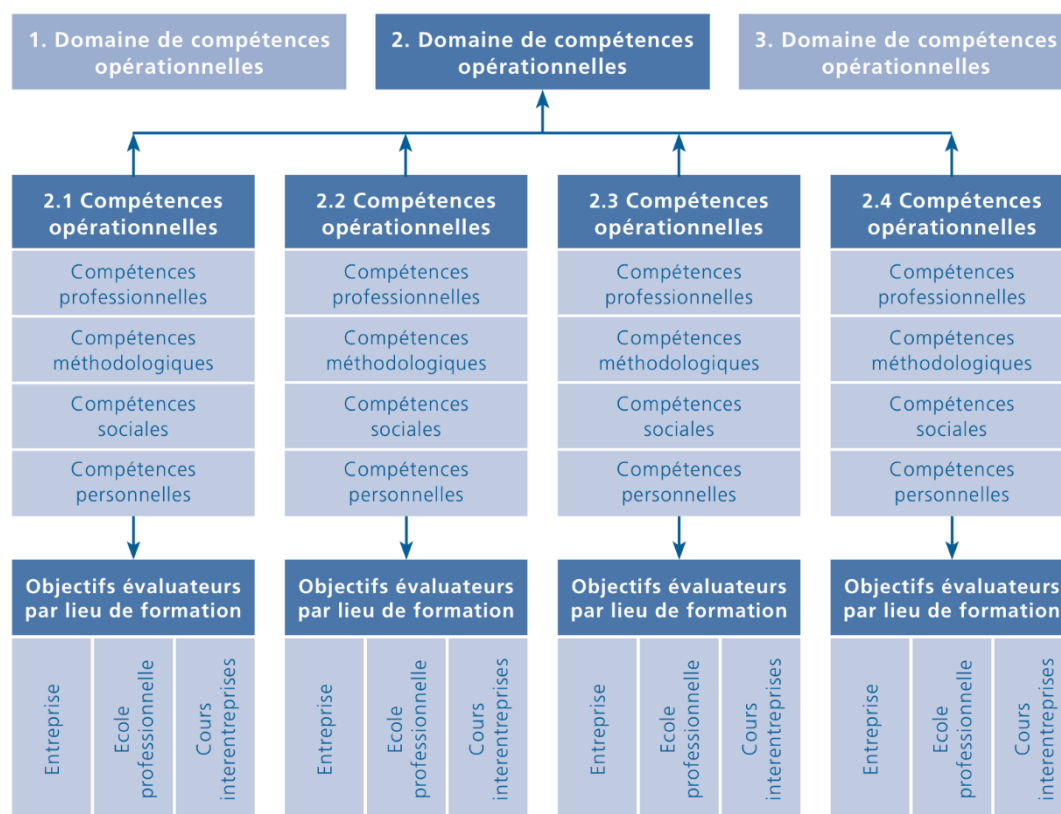 1. Domaine de compétences
opérationnelles
2. Domaine de compétences
opérationnelles
3. Domaine de compétences
opérationnelles
2.1 Compétences
opérationnelles
2.2 Compétences
opérationnelles
2.3 Compétences
opérationnelles
2.4 Compétences
opérationnelles
Compétences
professionnelles
Compétences
professionnelles
Compétences
professionnelles
Compétences
professionnelles
Compétences
méthodologiques
Compétences
méthodologiques
Compétences
méthodologiques
Compétences
méthodologiques
Compétences
sociales
Compétences
sociales
Compétences
sociales
Compétences
sociales
Compétences
personnelles
Compétences
personnelles
Compétences
personnelles
Compétences
personnelles
Objectifs évaluateurs
par lieu de formation
Objectifs évaluateurs
par lieu de formation
Objectifs évaluateurs
par lieu de formation
Objectifs évaluateurs
par lieu de formation
Entreprise
Ecole
professionnelle
Cours
interentreprises
Entreprise
Ecole
professionnelle
Cours
interentreprises
Entreprise
Ecole
professionnelle
Cours
interentreprises
Entreprise
Ecole
professionnelle
Cours
interentreprises